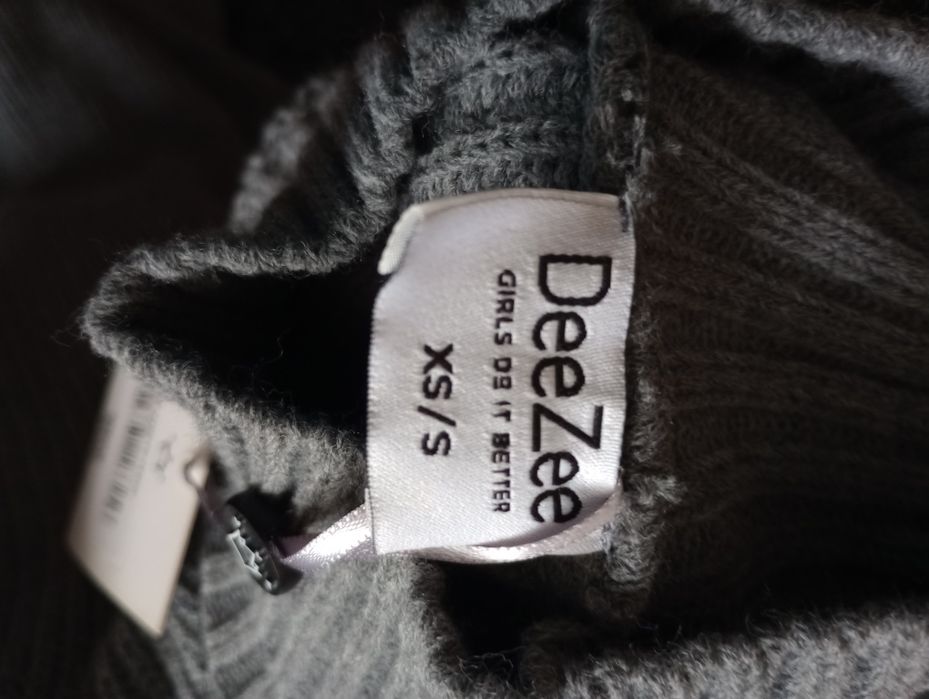 DeeZee
GIRLS DO IT BETTER
XS/S